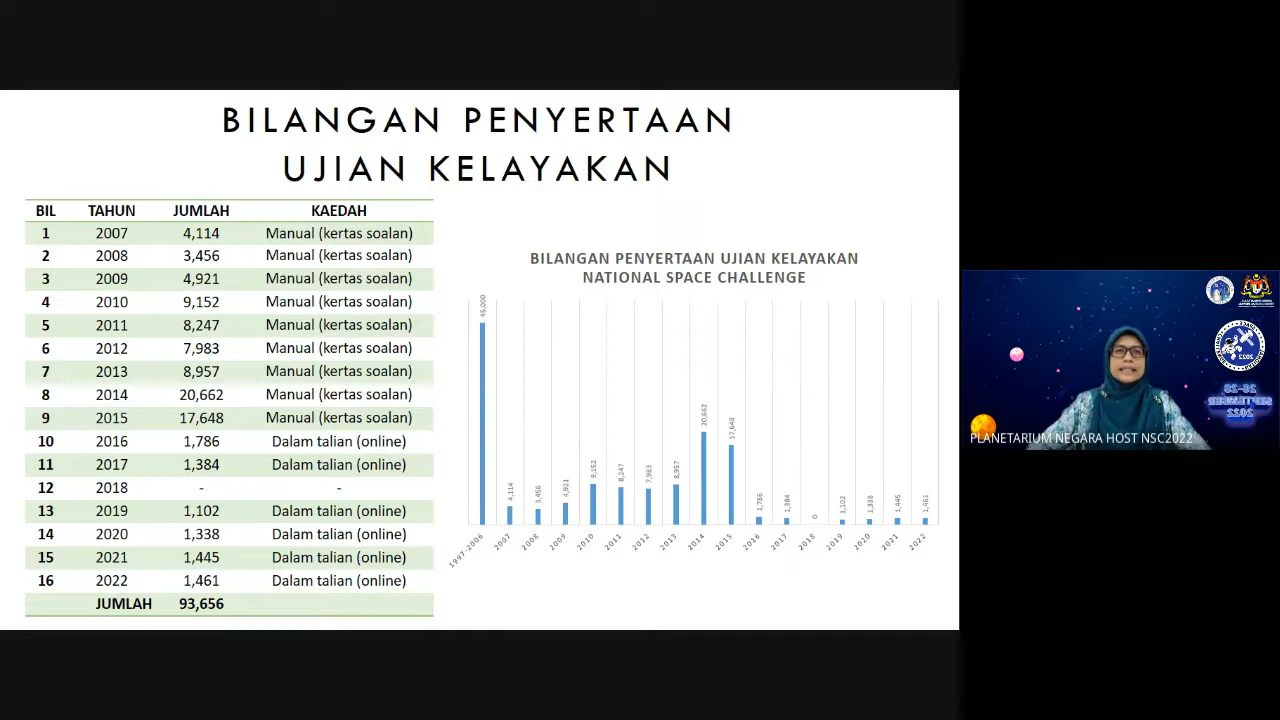 BILANGAN PENYERTAAN
UJIAN KELAYAKAN
BIL TAHUN JUMLAH KAEDAH
1 2007 4,114 Manual (kertas soalan)
2 2008 3,456 Manual (kertas soalan)
3 2009 4,921 Manual (kertas soalan)
4 2010 9,152 Manual (kertas soalan)
5 2011 8,247 Manual (kertas soalan)
6 2012 7,983 Manual (kertas soalan)
7 2013 8,957 Manual (kertas soalan)
8 2014 20,662 Manual (kertas soalan)
9 2015 17,648 Manual (kertas soalan)
10 2016 1,786 Dalam talian (online)
11 2017 1,384 Dalam talian (online)
12 2018 - -
13 2019 1,102 Dalam talian (online)
14 2020 1,338 Dalam talian (online)
15 2021 1,445 Dalam talian (online)
16 2022 1,461 Dalam talian (online)
JUMLAH 93,656
BILANGAN PENYERTAAN UJIAN KELAYAKAN
NATIONAL SPACE CHALLENGE
45,000 4,114 3,456 4,921 9,152 8,247 7,963 8,957 20,662 17,648 1,786 1,384 0 1,102 1,338 1,445 1,461
1997-2006 2007 2008 2009 2010 2011 2012 2013 2014 2015 2016 2017 2018 2019 2020 2021 2022
26-28
SEPTEMBER
2022
PLANETARIUM NEGARA HOST NSC2022